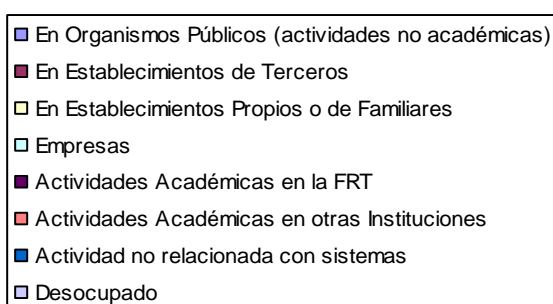 En Organismos Públicos (actividades no académicas)
En Establecimientos de Terceros
En Establecimientos Propios o de Familiares
Empresas
Actividades Académicas en la FRT
Actividades Académicas en otras Instituciones
Actividad no relacionada con sistemas
Desocupado